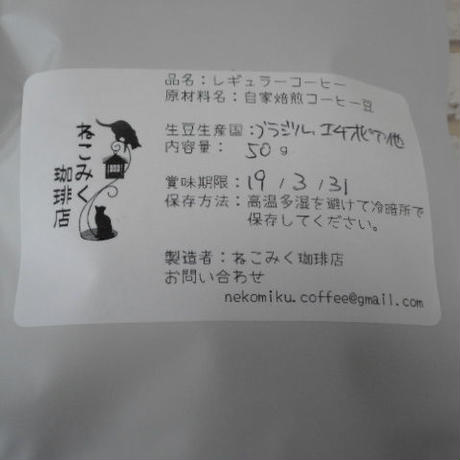 品名：レギュラーコーヒー
原材料名：自家焙煎コーヒー豆
生豆生産国：ブラジル、エチオピア他
内容量： 50g
賞味期限：19/3/31
保存方法：高温多湿を避けて冷暗所で
保存してください。
製造者：ねこみく珈琲店
お問い合わせ
nekomiku.coffee@gmail.com
ねこみく
珈琲店